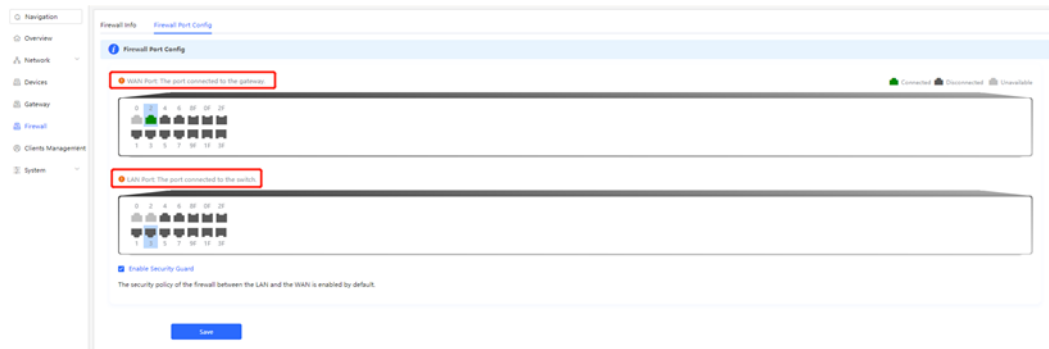 Navigation
Overview
Network
Devices
Gateway
Firewall
Clients Management
System
Firewall Info Firewall Port Config
Firewall Port Config
WAN Port: The port connected to the gateway.
Connected Disconnected Unavailable
0 2 4 6 8F 0F 2F
1 3 5 7 9F 1F 3F
LAN Port: The port connected to the switch.
0 2 4 6 8F 0F 2F
1 3 5 7 9F 1F 3F
Enable Security Guard
The security policy of the firewall between the LAN and the WAN is enabled by default.
Save